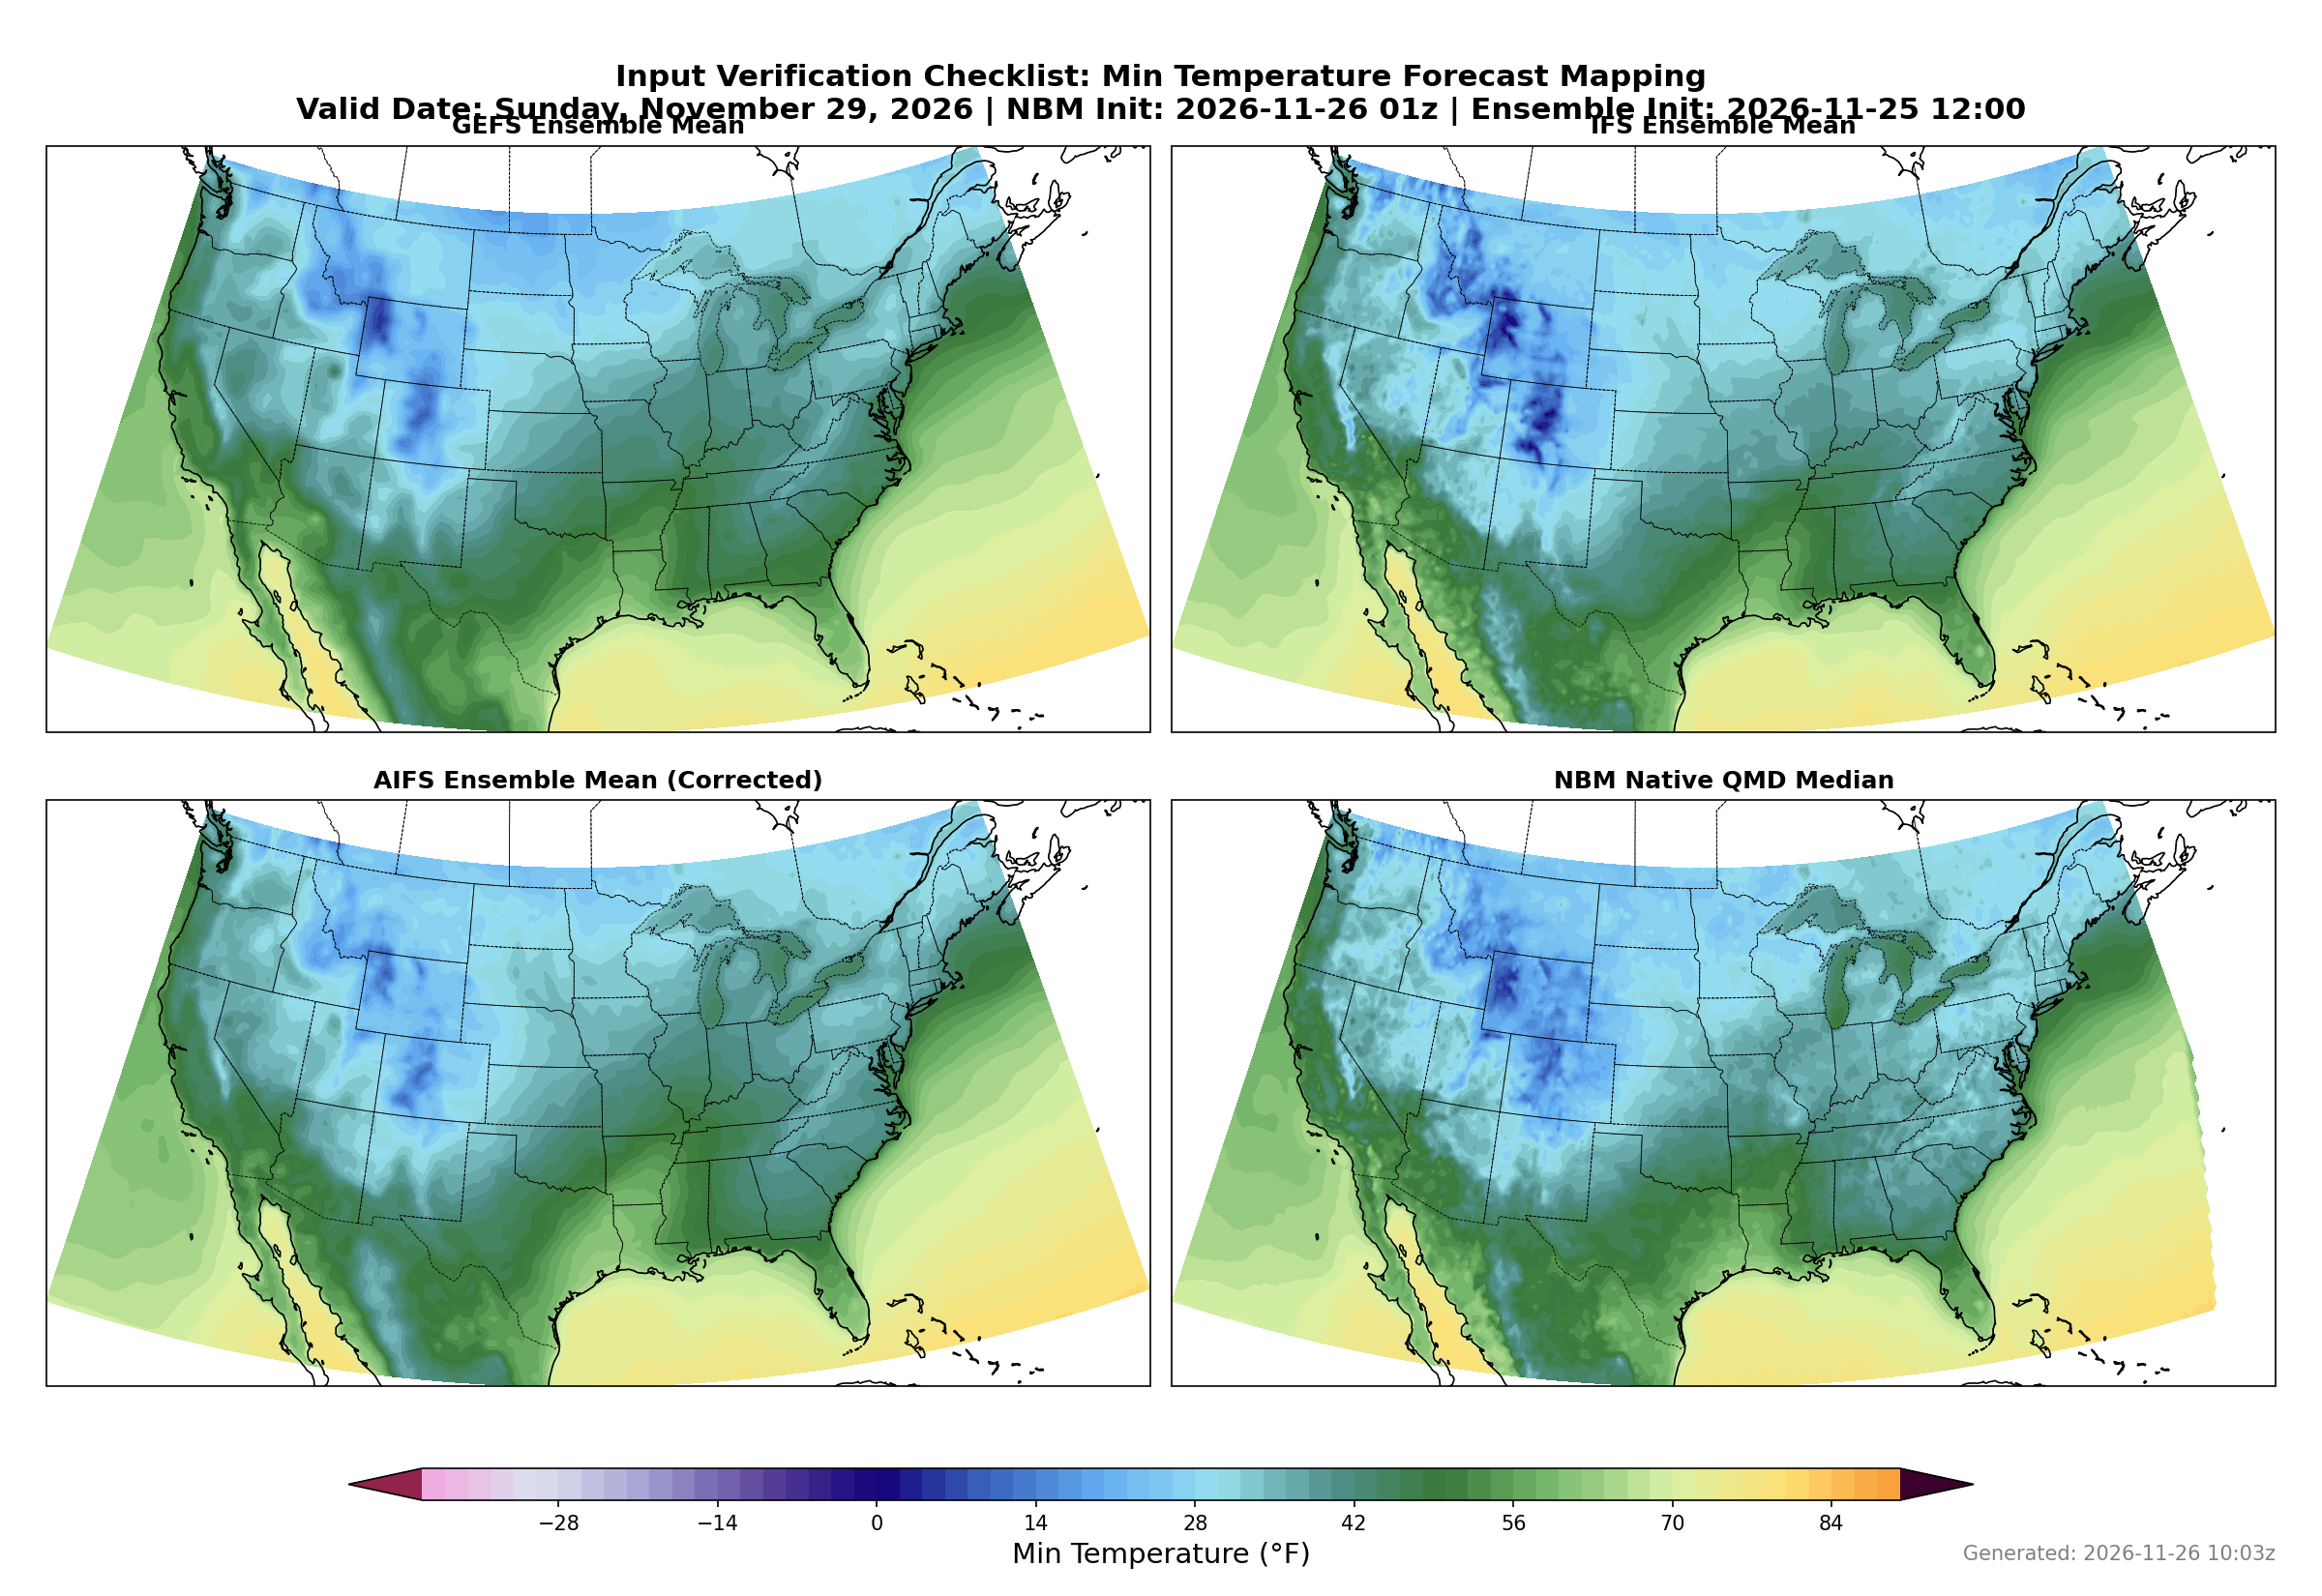 Input Verification Checklist: Min Temperature Forecast Mapping
Valid Date: Sunday, November 29, 2026 | NBM Init: 2026-11-26 01z | Ensemble Init: 2026-11-25 12:00
GEFS Ensemble Mean
IFS Ensemble Mean
AIFS Ensemble Mean (Corrected)
NBM Native QMD Median
−28 −14 0 14 28 42 56 70 84
Min Temperature (°F)
Generated: 2026-11-26 10:03z